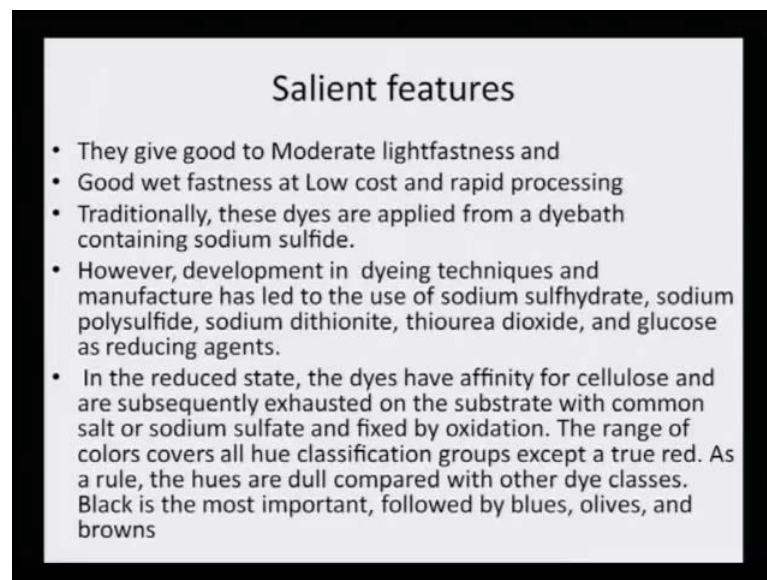 Salient features
• They give good to Moderate lightfastness and
• Good wet fastness at Low cost and rapid processing
• Traditionally, these dyes are applied from a dyebath
containing sodium sulfide.
• However, development in  dyeing techniques and
manufacture has led to the use of sodium sulfhydrate, sodium
polysulfide, sodium dithionite, thiourea dioxide, and glucose
as reducing agents.
•  In the reduced state, the dyes have affinity for cellulose and
are subsequently exhausted on the substrate with common
salt or sodium sulfate and fixed by oxidation. The range of
colors covers all hue classification groups except a true red. As
a rule, the hues are dull compared with other dye classes.
Black is the most important, followed by blues, olives, and
browns